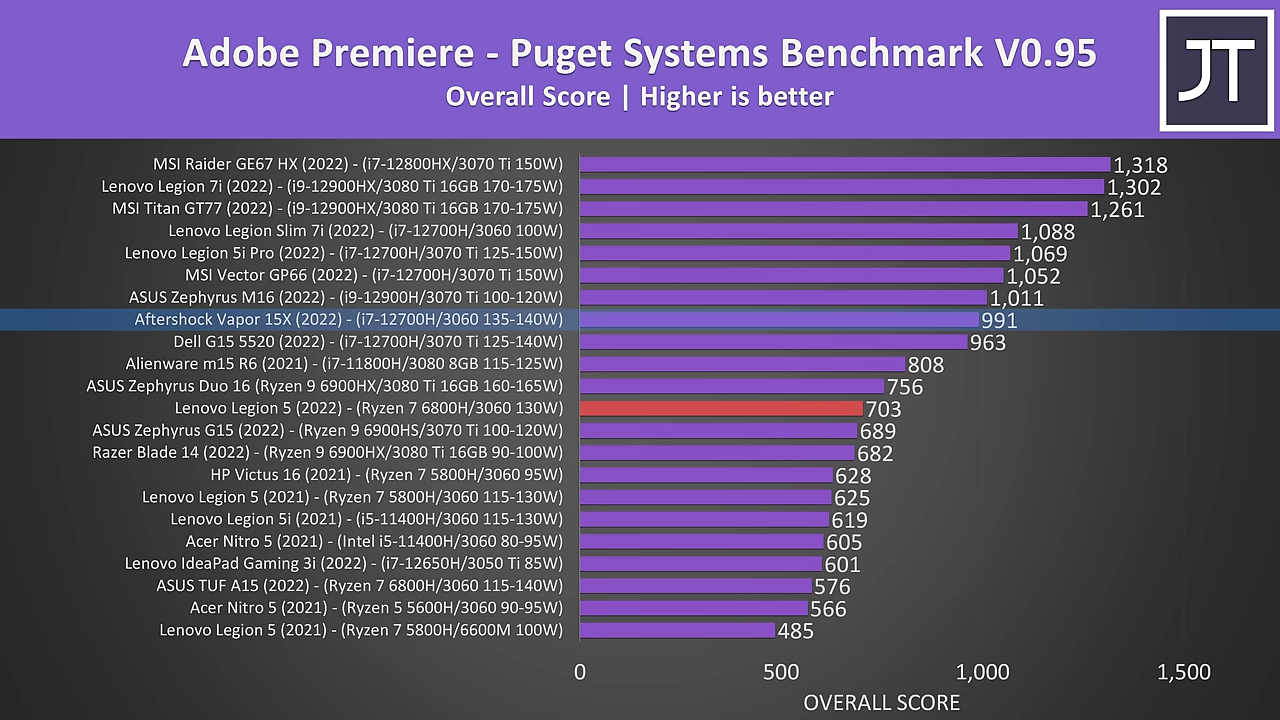 Adobe Premiere - Puget Systems Benchmark V0.95
Overall Score | Higher is better
JT
MSI Raider GE67 HX (2022) - (i7-12800HX/3070 Ti 150W) 1,318
Lenovo Legion 7i (2022) - (i9-12900HX/3080 Ti 16GB 170-175W) 1,302
MSI Titan GT77 (2022) - (i9-12900HX/3080 Ti 16GB 170-175W) 1,261
Lenovo Legion Slim 7i (2022) - (i7-12700H/3060 100W) 1,088
Lenovo Legion 5i Pro (2022) - (i7-12700H/3070 Ti 125-150W) 1,069
MSI Vector GP66 (2022) - (i7-12700H/3070 Ti 150W) 1,052
ASUS Zephyrus M16 (2022) - (i9-12900H/3070 Ti 100-120W) 1,011
Aftershock Vapor 15X (2022) - (i7-12700H/3060 135-140W) 991
Dell G15 5520 (2022) - (i7-12700H/3070 Ti 125-140W) 963
Alienware m15 R6 (2021) - (i7-11800H/3080 8GB 115-125W) 808
ASUS Zephyrus Duo 16 (Ryzen 9 6900HX/3080 Ti 16GB 160-165W) 756
Lenovo Legion 5 (2022) - (Ryzen 7 6800H/3060 130W) 703
ASUS Zephyrus G15 (2022) - (Ryzen 9 6900HS/3070 Ti 100-120W) 689
Razer Blade 14 (2022) - (Ryzen 9 6900HX/3080 Ti 16GB 90-100W) 682
HP Victus 16 (2021) - (Ryzen 7 5800H/3060 95W) 628
Lenovo Legion 5 (2021) - (Ryzen 7 5800H/3060 115-130W) 625
Lenovo Legion 5i (2021) - (i5-11400H/3060 115-130W) 619
Acer Nitro 5 (2021) - (Intel i5-11400H/3060 80-95W) 605
Lenovo IdeaPad Gaming 3i (2022) - (i7-12650H/3050 Ti 85W) 601
ASUS TUF A15 (2022) - (Ryzen 7 6800H/3060 115-140W) 576
Acer Nitro 5 (2021) - (Ryzen 5 5600H/3060 90-95W) 566
Lenovo Legion 5 (2021) - (Ryzen 7 5800H/6600M 100W) 485
0 500 1,000 1,500
OVERALL SCORE